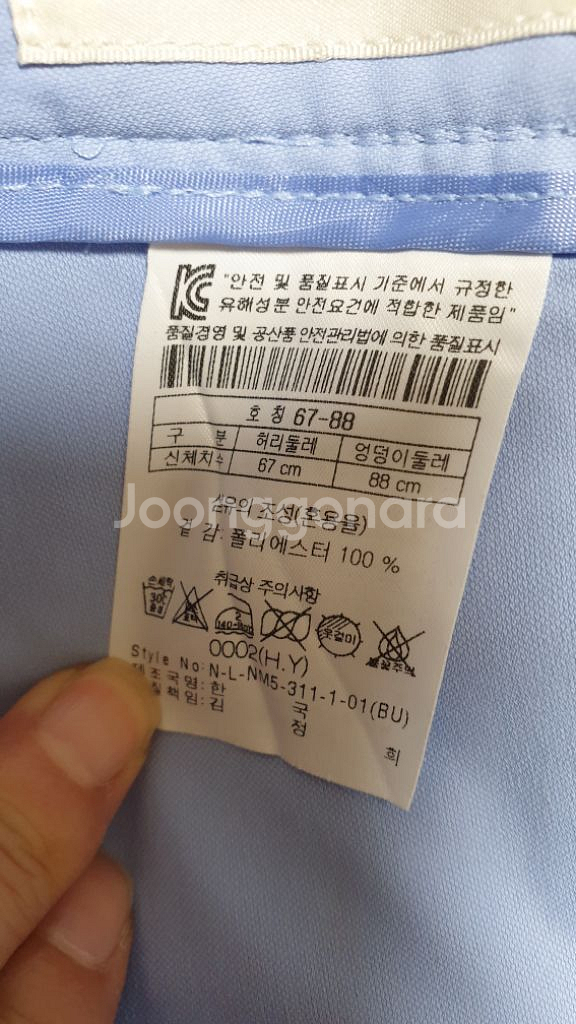 "안전 및 품질표시 기준에서 규정한
유해성분 안전요건에 적합한 제품임"
품질경영 및 공산품 안전관리법에 의한 품질표시
호 칭 67-88
구 분 허리둘레 엉덩이둘레
신체치수 67 cm 88 cm
섬유의 조성(혼용율)
겉 감: 폴리에스터 100 %
Joonggonara
취급상 주의사항
손세탁
30℃
중성
옷걸이
불꽃주의
0002(H.Y)
Style No: N-L-NM5-311-1-01(BU)
제조국명: 한 국
품질책임: 김 정 희